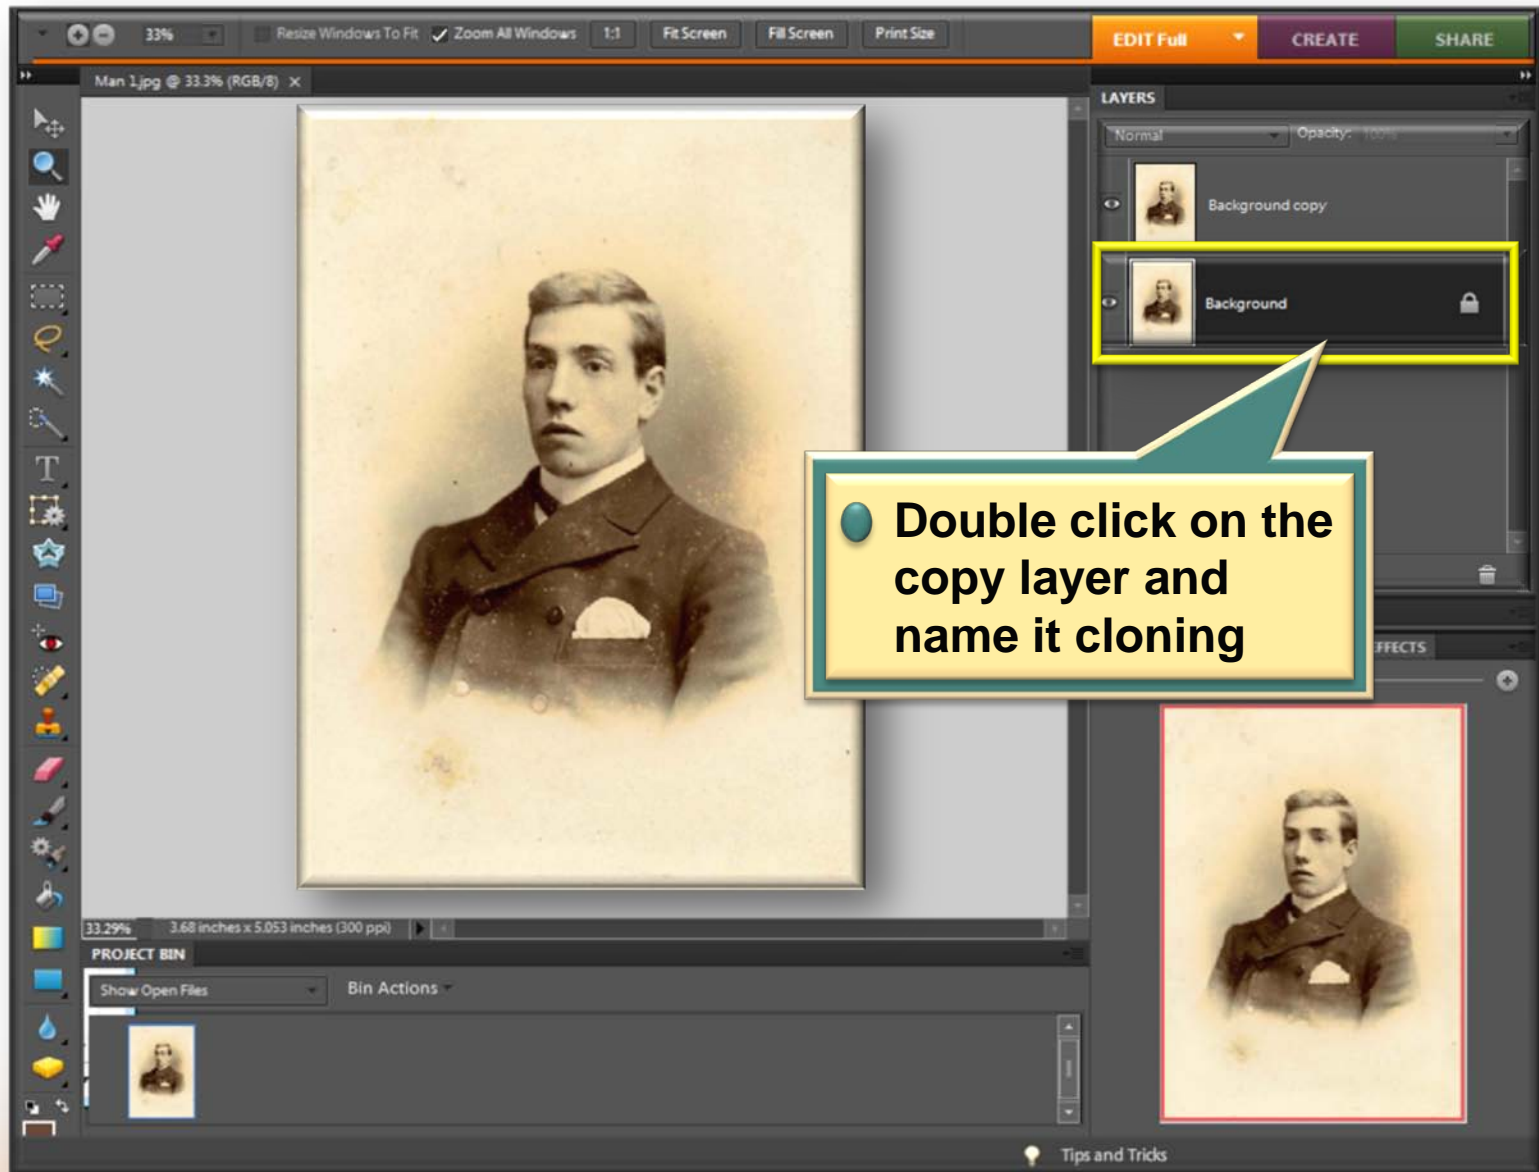 33% Resize Windows To Fit Zoom All Windows 1:1 Fit Screen Fill Screen Print Size EDIT Full CREATE SHARE
Man 1.jpg @ 33.3% (RGB/8) ×
LAYERS
Normal Opacity: 100%
Background copy
Background
Double click on the
copy layer and
name it cloning
EFFECTS
T
33.29% 3.68 inches x 5.053 inches (300 ppi)
PROJECT BIN
Show Open Files Bin Actions
Tips and Tricks